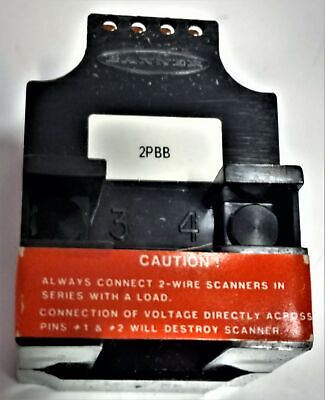 BANNER
2PBB
3 4
CAUTION!
ALWAYS CONNECT 2-WIRE SCANNERS IN
SERIES WITH A LOAD.
CONNECTION OF VOLTAGE DIRECTLY ACROSS
PINS #1 & #2 WILL DESTROY SCANNER.